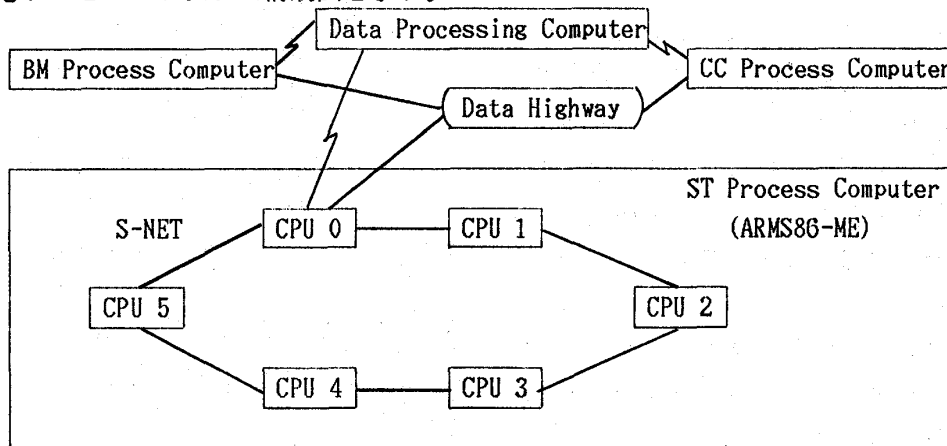 Data Processing Computer
BM Process Computer
CC Process Computer
Data Highway
ST Process Computer
(ARMS86-ME)
S-NET
CPU 0
CPU 1
CPU 5
CPU 2
CPU 4
CPU 3